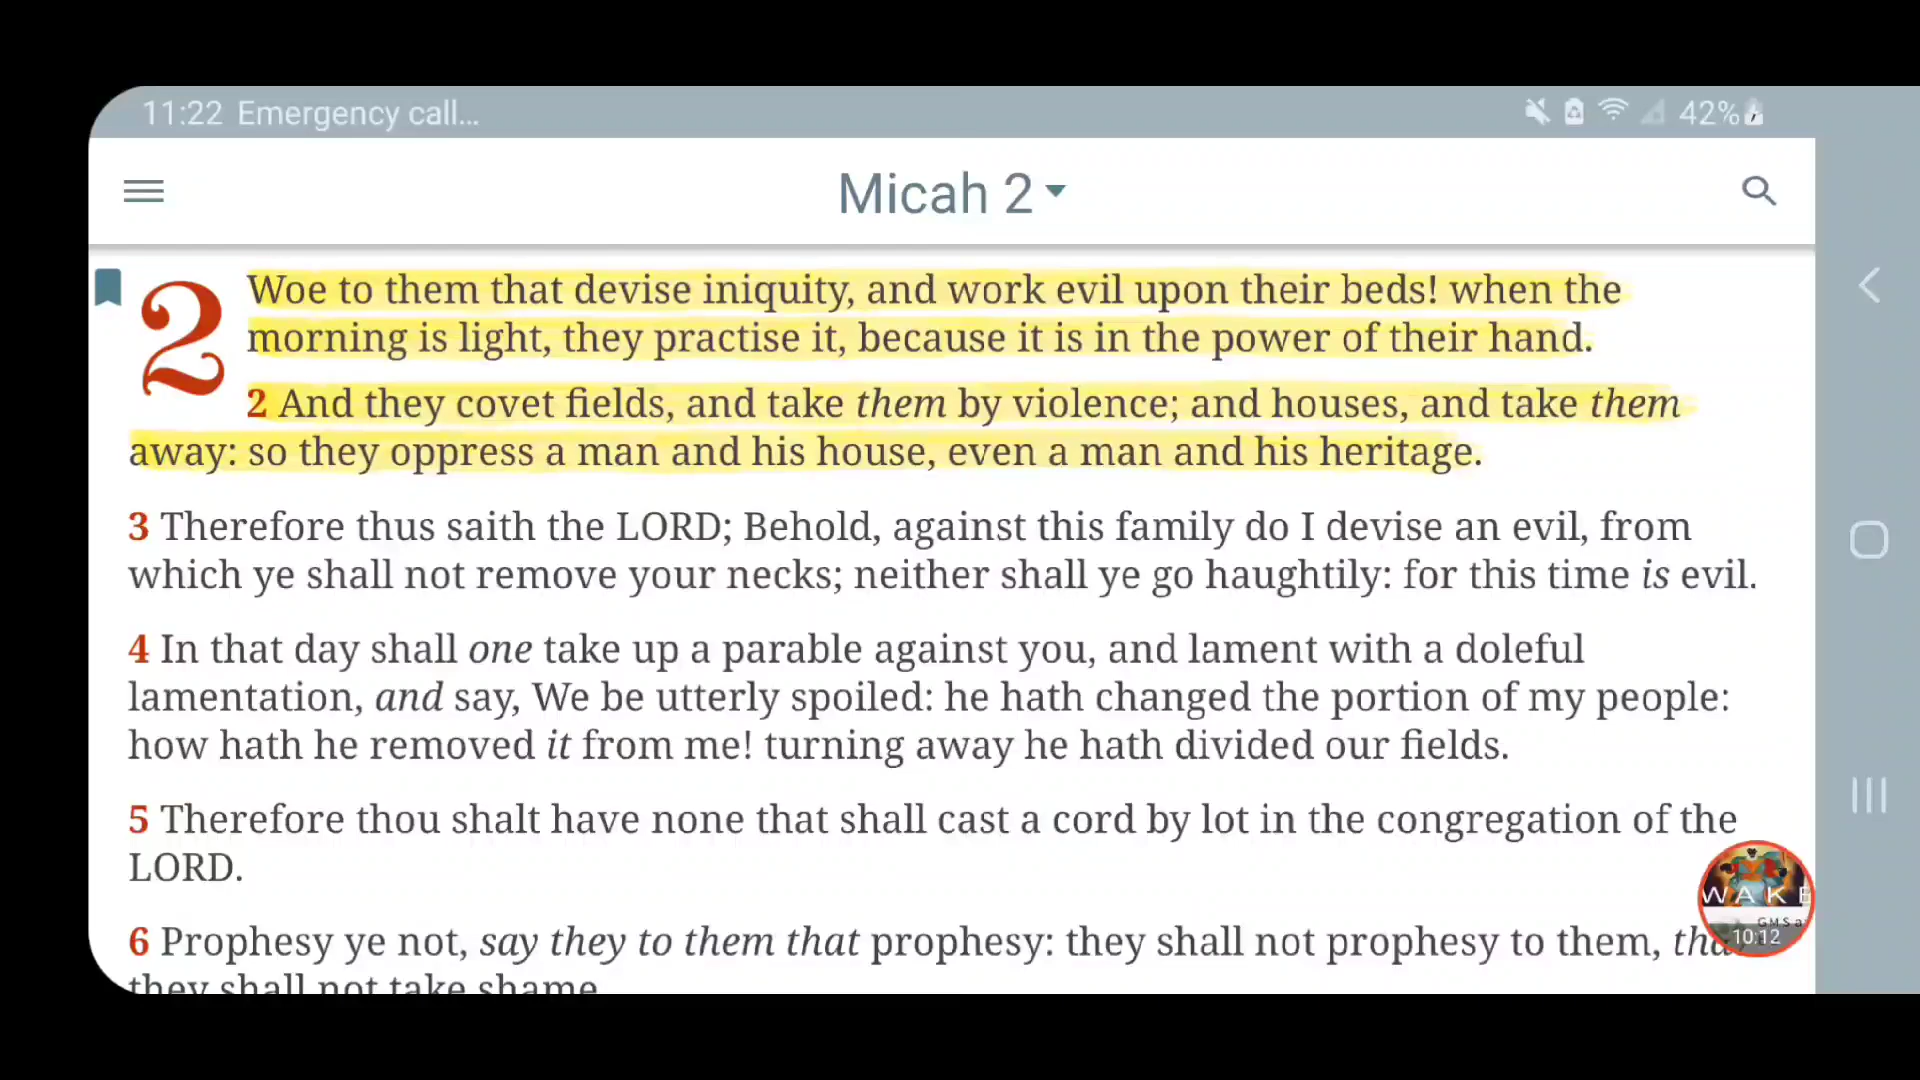 11:22 Emergency call...
42%
Micah 2
2 Woe to them that devise iniquity, and work evil upon their beds! when the
morning is light, they practise it, because it is in the power of their hand.
2 And they covet fields, and take them by violence; and houses, and take them
away: so they oppress a man and his house, even a man and his heritage.
3 Therefore thus saith the LORD; Behold, against this family do I devise an evil, from
which ye shall not remove your necks; neither shall ye go haughtily: for this time is evil.
4 In that day shall one take up a parable against you, and lament with a doleful
lamentation, and say, We be utterly spoiled: he hath changed the portion of my people:
how hath he removed it from me! turning away he hath divided our fields.
5 Therefore thou shalt have none that shall cast a cord by lot in the congregation of the
LORD.
6 Prophesy ye not, say they to them that prophesy: they shall not prophesy to them,
they shall not take shame
WAKE
GMS
10:12